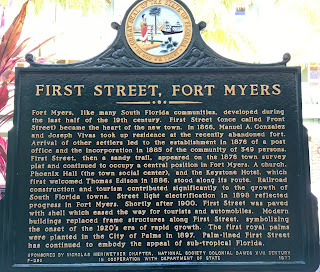 FIRST STREET, FORT MYERS
Fort Myers, like many South Florida communities, developed during
the last half of the 19th century. First Street (once called Front
Street) became the heart of the new town. In 1866, Manuel A. Gonzalez
and Joseph Vivas took up residence at the recently abandoned fort.
Arrival of other settlers led to the establishment in 1876 of a post
office and the incorporation in 1885 of the community of 349 persons.
First Street, then a sandy trail, appeared on the 1876 town survey
plat and continued to occupy a central position in Fort Myers. A church,
Phoenix Hall (the town social center), and the Keystone Hotel, which
first welcomed Thomas Edison in 1886, stood along its route. Railroad
construction and tourism contributed significantly to the growth of
South Florida towns. Street light electrification in 1898 reflected
progress in Fort Myers. Shortly after 1900, First Street was paved
with shell which eased the way for tourists and automobiles. Modern
buildings replaced frame structures along First Street, symbolizing
the onset of the 1920's era of rapid growth. The first royal palms
were planted in the City of Palms in 1897. Palm-lined First Street
has continued to embody the appeal of sub-tropical Florida.
SPONSORED BY NICHOLAS MERIWETHER CHAPTER, NATIONAL SOCIETY COLONIAL DAMES XVII CENTURY
IN COOPERATION WITH DEPARTMENT OF STATE